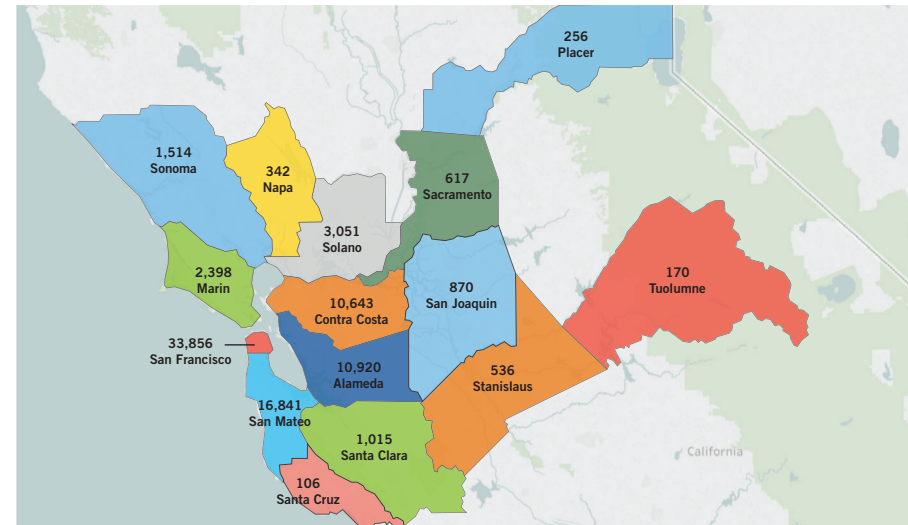 256
Placer
1,514
Sonoma
342
Napa
617
Sacramento
3,051
Solano
2,398
Marin
170
Tuolumne
870
San Joaquin
10,643
Contra Costa
33,856
San Francisco
10,920
Alameda
536
Stanislaus
16,841
San Mateo
1,015
Santa Clara
California
106
Santa Cruz